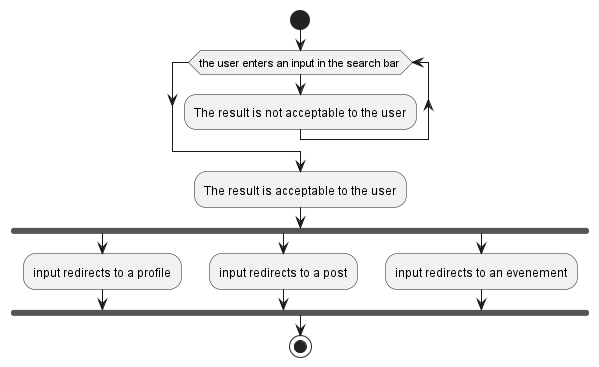 the user enters an input in the search bar
The result is not acceptable to the user
The result is acceptable to the user
input redirects to a profile
input redirects to a post
input redirects to an evenement